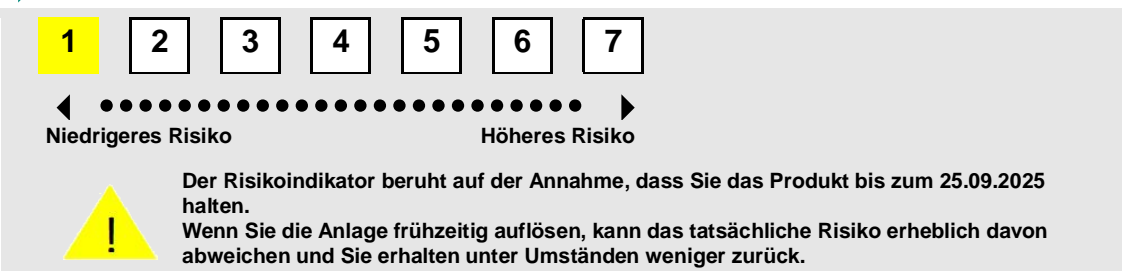 1 2 3 4 5 6 7
Niedrigeres Risiko Höheres Risiko
Der Risikoindikator beruht auf der Annahme, dass Sie das Produkt bis zum 25.09.2025
halten.
Wenn Sie die Anlage frühzeitig auflösen, kann das tatsächliche Risiko erheblich davon
abweichen und Sie erhalten unter Umständen weniger zurück.
!